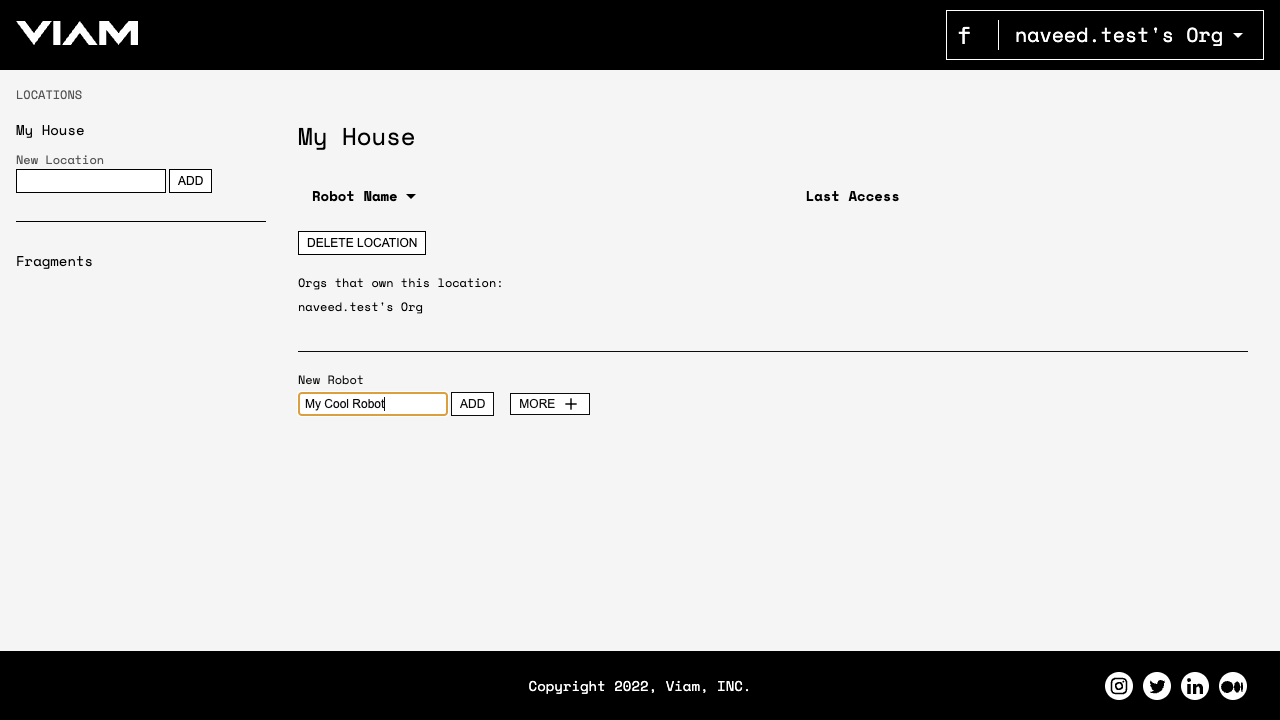 VIAM
f
naveed.test's Org
LOCATIONS
My House
New Location
ADD
Fragments
My House
Robot Name
Last Access
DELETE LOCATION
Orgs that own this location:
naveed.test's Org
New Robot
My Cool Robot
ADD
MORE
Copyright 2022, Viam, INC.